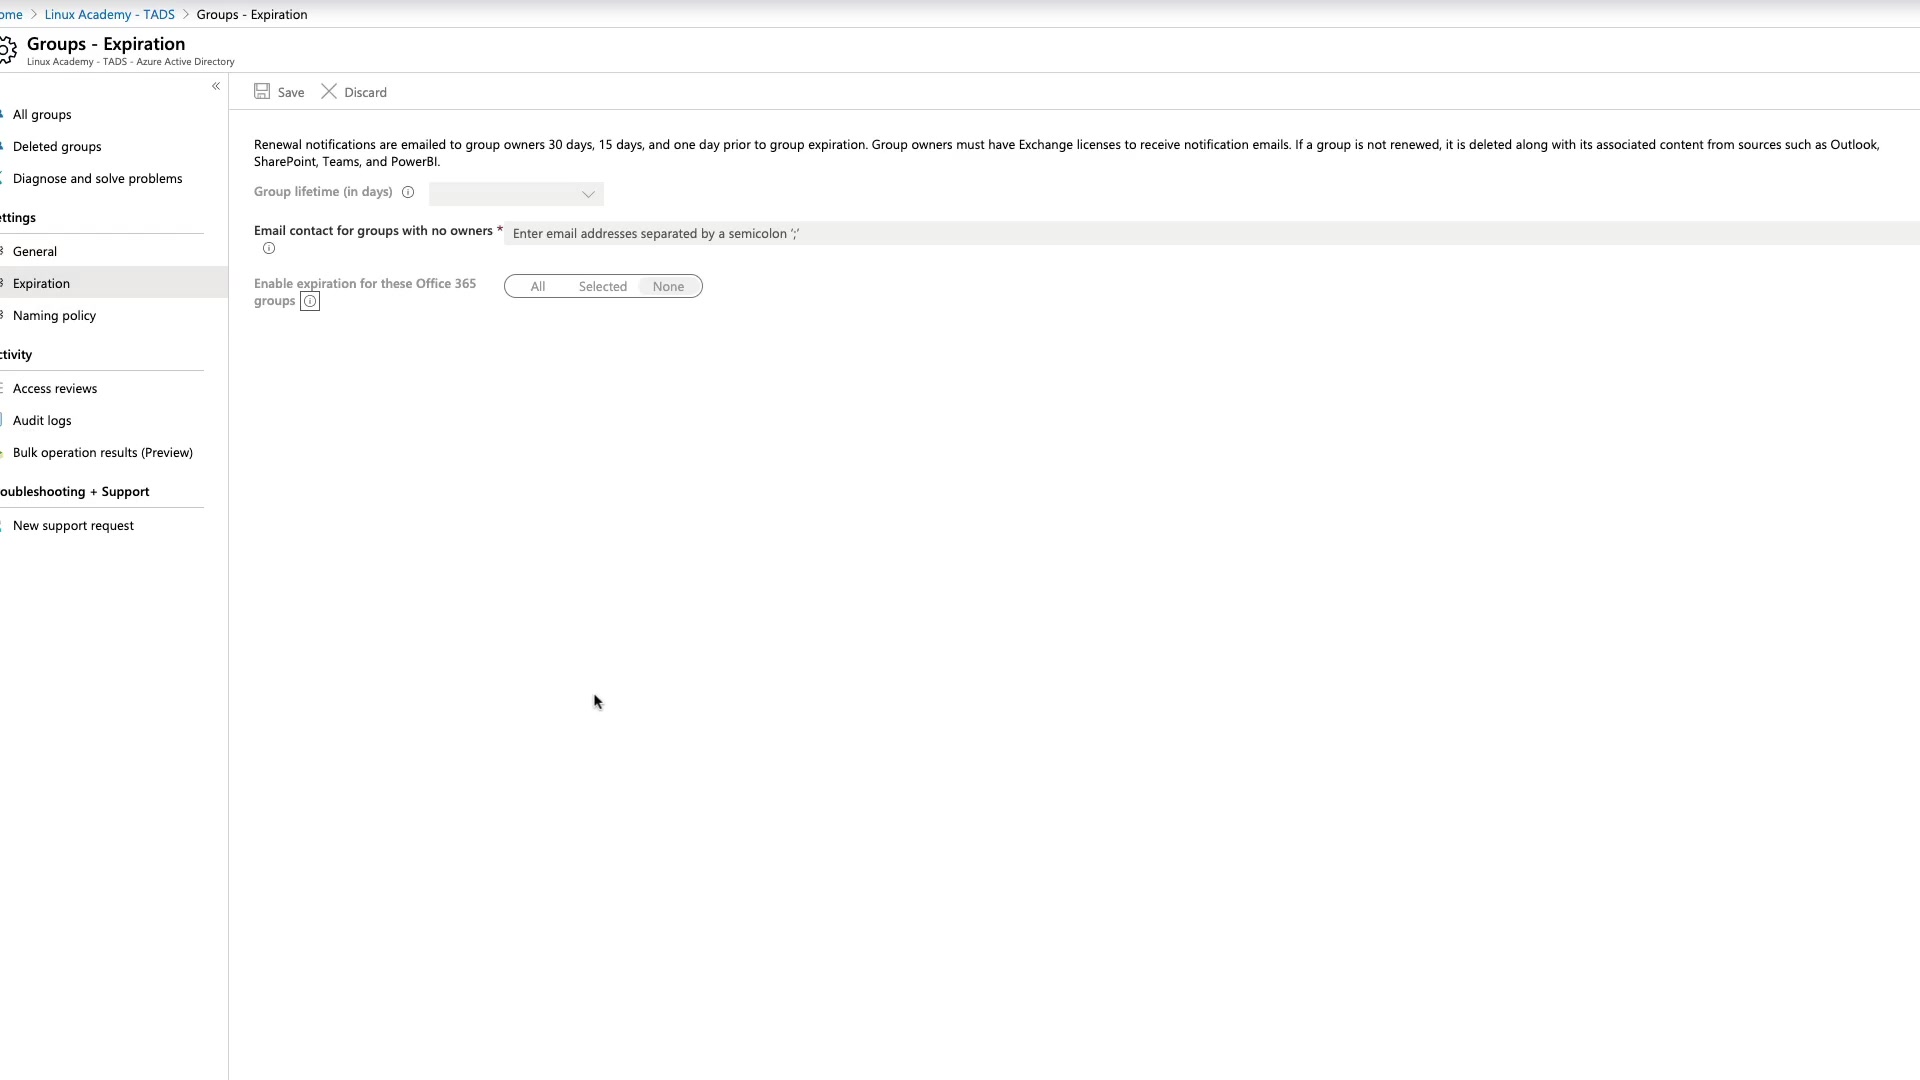 ome > Linux Academy - TADS > Groups - Expiration
Groups - Expiration
Linux Academy - TADS - Azure Active Directory
«
Save
Discard
All groups
Deleted groups
Diagnose and solve problems
ettings
General
Expiration
Naming policy
ctivity
Access reviews
Audit logs
Bulk operation results (Preview)
oubleshooting + Support
New support request
Renewal notifications are emailed to group owners 30 days, 15 days, and one day prior to group expiration. Group owners must have Exchange licenses to receive notification emails. If a group is not renewed, it is deleted along with its associated content from sources such as Outlook,
SharePoint, Teams, and PowerBI.
Group lifetime (in days)
Email contact for groups with no owners *
Enter email addresses separated by a semicolon ';'
Enable expiration for these Office 365
groups
All Selected None